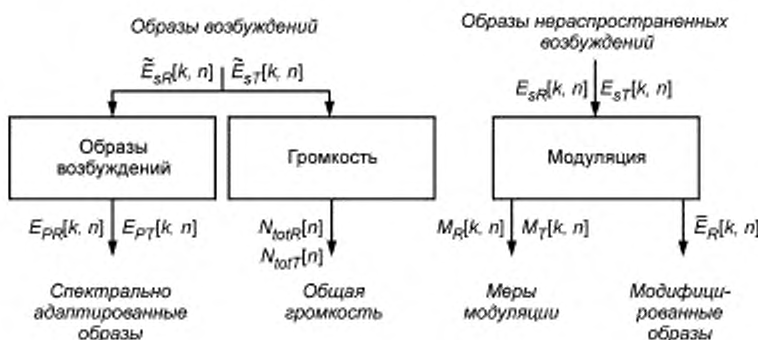 Образы возбуждений
Образы нераспространенных
возбуждений
Ẽ_sR[k, n] Ẽ_sT[k, n]
E_sR[k, n] E_sT[k, n]
Образы
возбуждений
Громкость
Модуляция
E_PR[k, n] E_PT[k, n]
N_totR[n]
N_totT[n]
M_R[k, n] M_T[k, n]
Ē_R[k, n]
Спектрально
адаптированные
образы
Общая
громкость
Меры
модуляции
Модифици-
рованные
образы